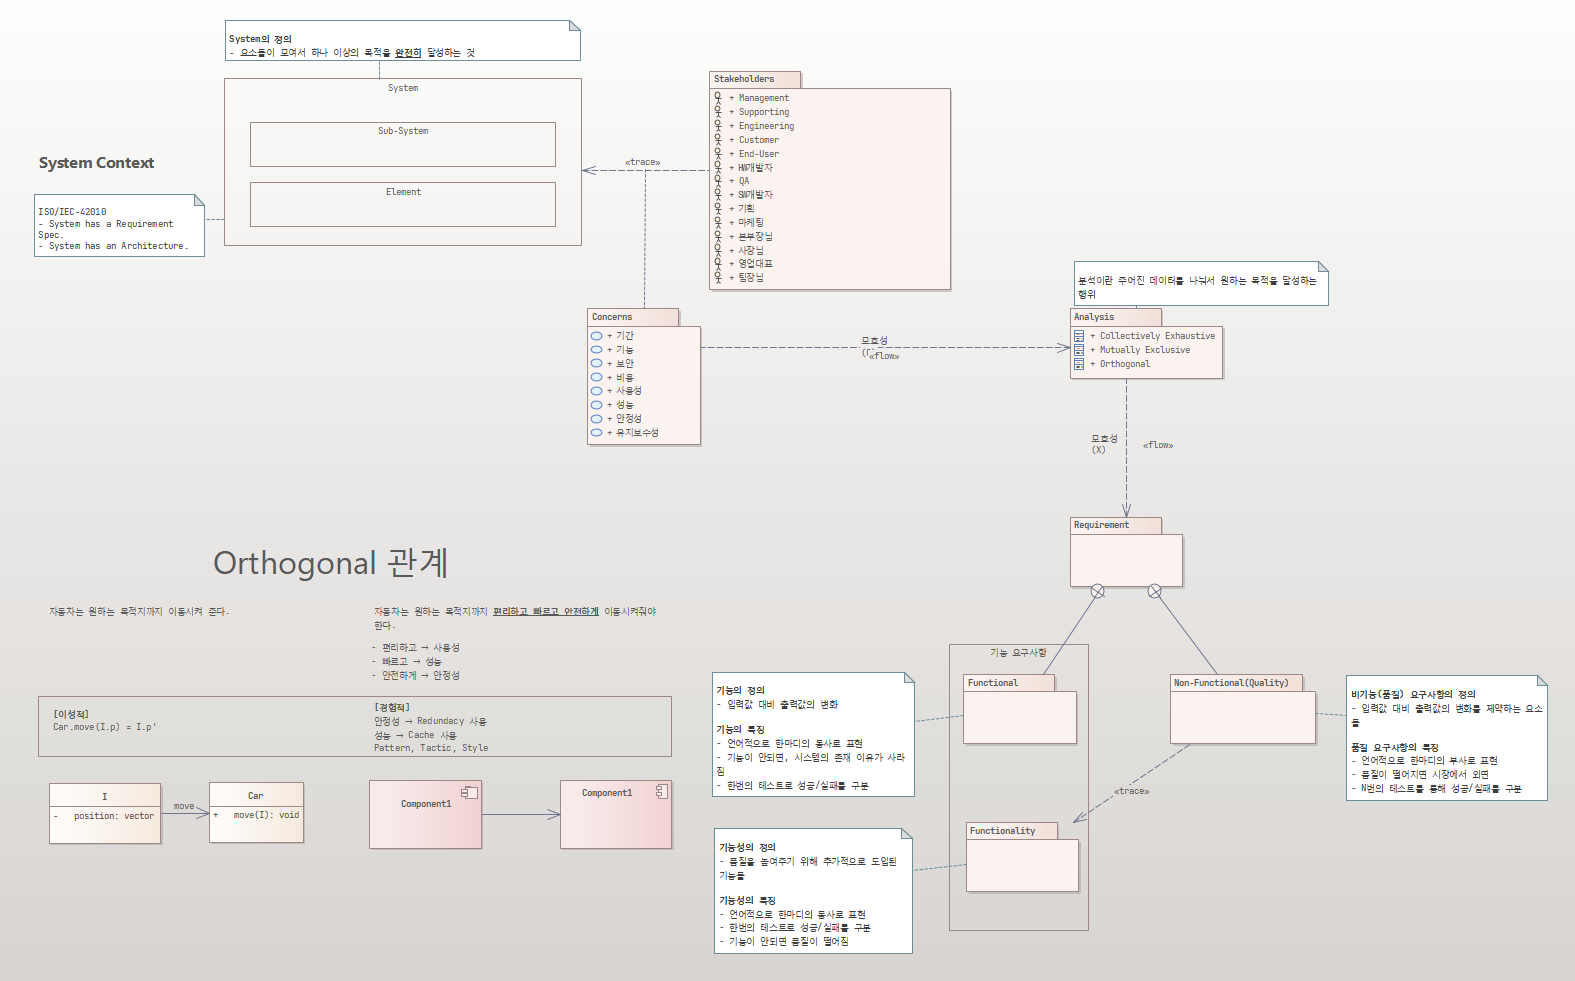 System의 정의
- 요소들이 모여서 하나 이상의 목적을 완전히 달성하는 것
System
Sub-System
Element
System Context
ISO/IEC-42010
- System has a Requirement
Spec.
- System has an Architecture.
«trace»
Stakeholders
+ Management
+ Supporting
+ Engineering
+ Customer
+ End-User
+ HW개발자
+ QA
+ SW개발자
+ 기획
+ 마케팅
+ 본부장님
+ 사장님
+ 영업대표
+ 팀장님
Concerns
+ 기간
+ 기능
+ 보안
+ 비용
+ 사용성
+ 성능
+ 안정성
+ 유지보수성
모호성
«flow»
분석이란 주어진 데이터를 나눠서 원하는 목적을 달성하는
행위
Analysis
+ Collectively Exhaustive
+ Mutually Exclusive
+ Orthogonal
모호성
(X)
«flow»
Requirement
Orthogonal 관계
자동차는 원하는 목적지까지 이동시켜 준다.
자동차는 원하는 목적지까지 편리하고 빠르고 안전하게 이동시켜줘야
한다.
- 편리하고 → 사용성
- 빠르고 → 성능
- 안전하게 → 안정성
[이성적]
Car.move(I.p) = I.p'
[경험적]
안정성 → Redundacy 사용
성능 → Cache 사용
Pattern, Tactic, Style
I
- position: vector
move
Car
+ move(I): void
Component1
Component1
기능 요구사항
Functional
Non-Functional(Quality)
«trace»
Functionality
기능의 정의
- 입력값 대비 출력값의 변화
기능의 특징
- 언어적으로 한마디의 동사로 표현
- 기능이 안되면, 시스템의 존재 이유가 사라
짐
- 한번의 테스트로 성공/실패를 구분
비기능(품질) 요구사항의 정의
- 입력값 대비 출력값의 변화를 제약하는 요소
들
품질 요구사항의 특징
- 언어적으로 한마디의 부사로 표현
- 품질이 떨어지면 시장에서 외면
- N번의 테스트를 통해 성공/실패를 구분
기능성의 정의
- 품질을 높여주기 위해 추가적으로 도입된
기능들
기능성의 특징
- 언어적으로 한마디의 동사로 표현
- 한번의 테스트로 성공/실패를 구분
- 기능이 안되면 품질이 떨어짐